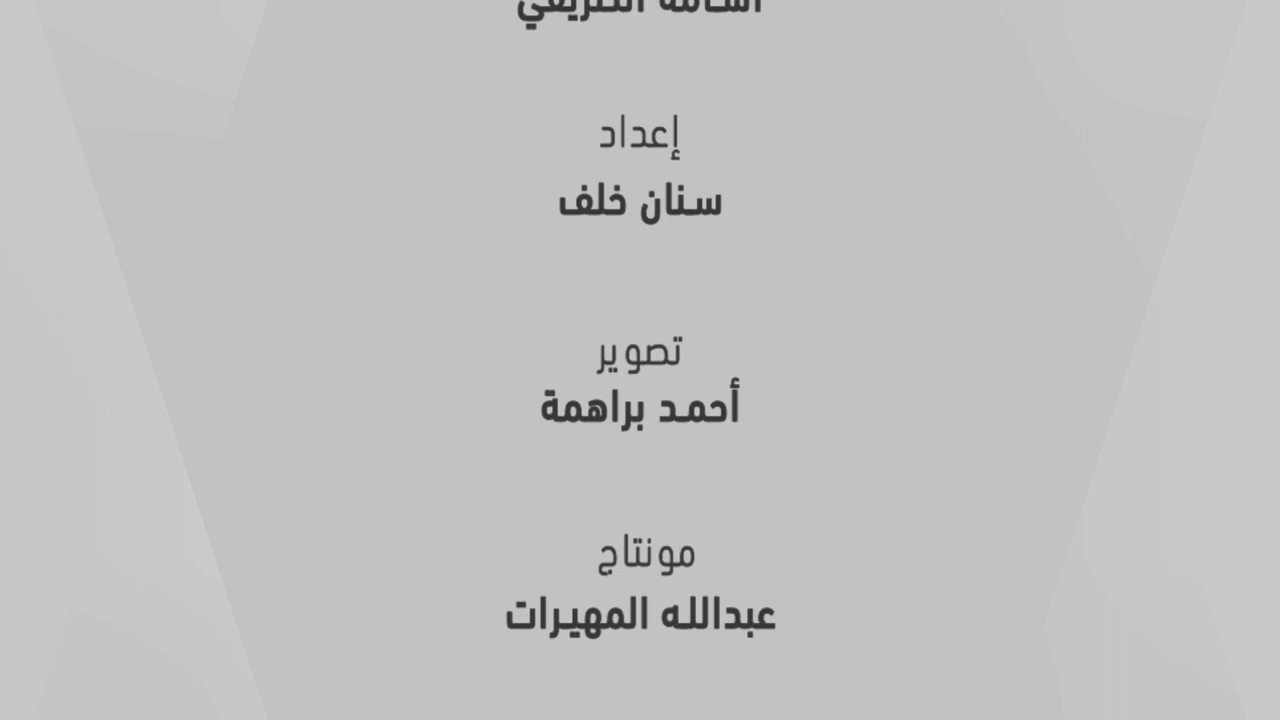 إعداد
سنان خلف
تصوير
أحمد براهمة
مونتاج
عبدالله المهيرات